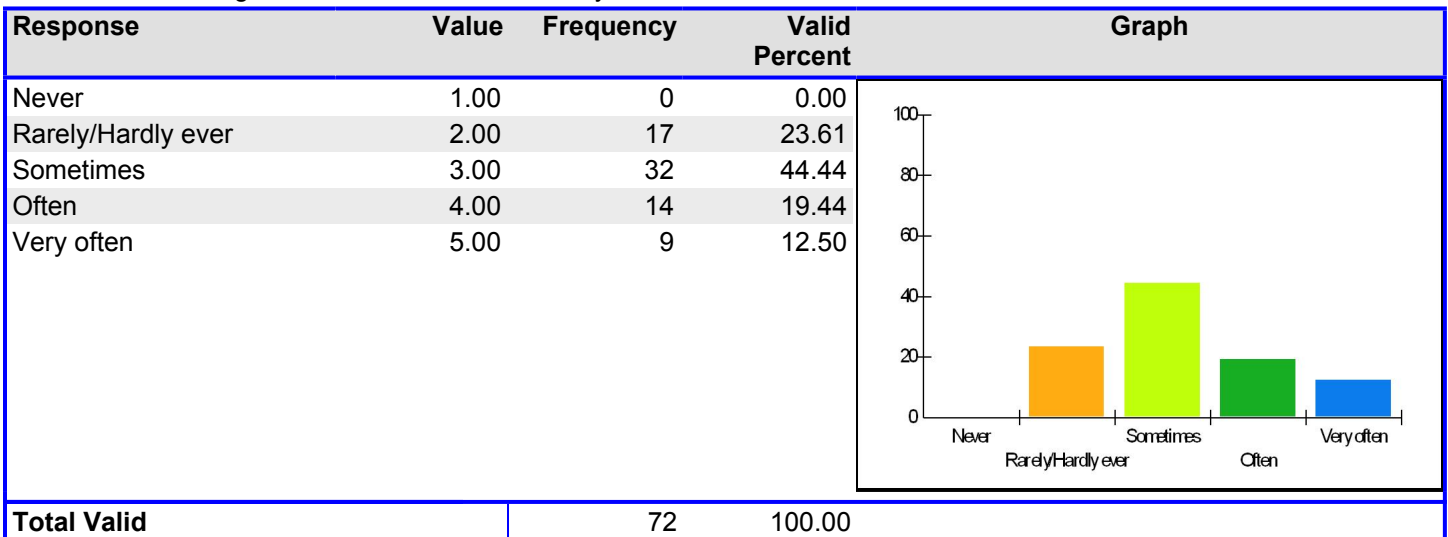 Response Value Frequency Valid Percent Graph
Never 1.00 0 0.00
Rarely/Hardly ever 2.00 17 23.61
Sometimes 3.00 32 44.44
Often 4.00 14 19.44
Very often 5.00 9 12.50
100
80
60
40
20
0
Never Sometimes Very often
Rarely/Hardly ever Often
Total Valid 72 100.00